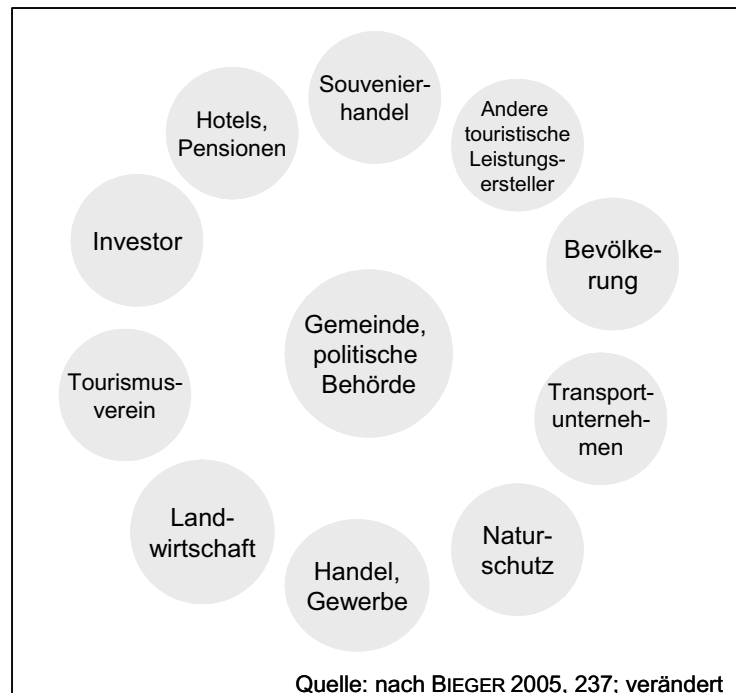 Souvenier-
handel
Andere
touristische
Leistungs-
ersteller
Bevölke-
rung
Transport-
unterneh-
men
Natur-
schutz
Handel,
Gewerbe
Land-
wirtschaft
Tourismus-
verein
Investor
Hotels,
Pensionen
Gemeinde,
politische
Behörde
Quelle: nach BIEGER 2005, 237; verändert